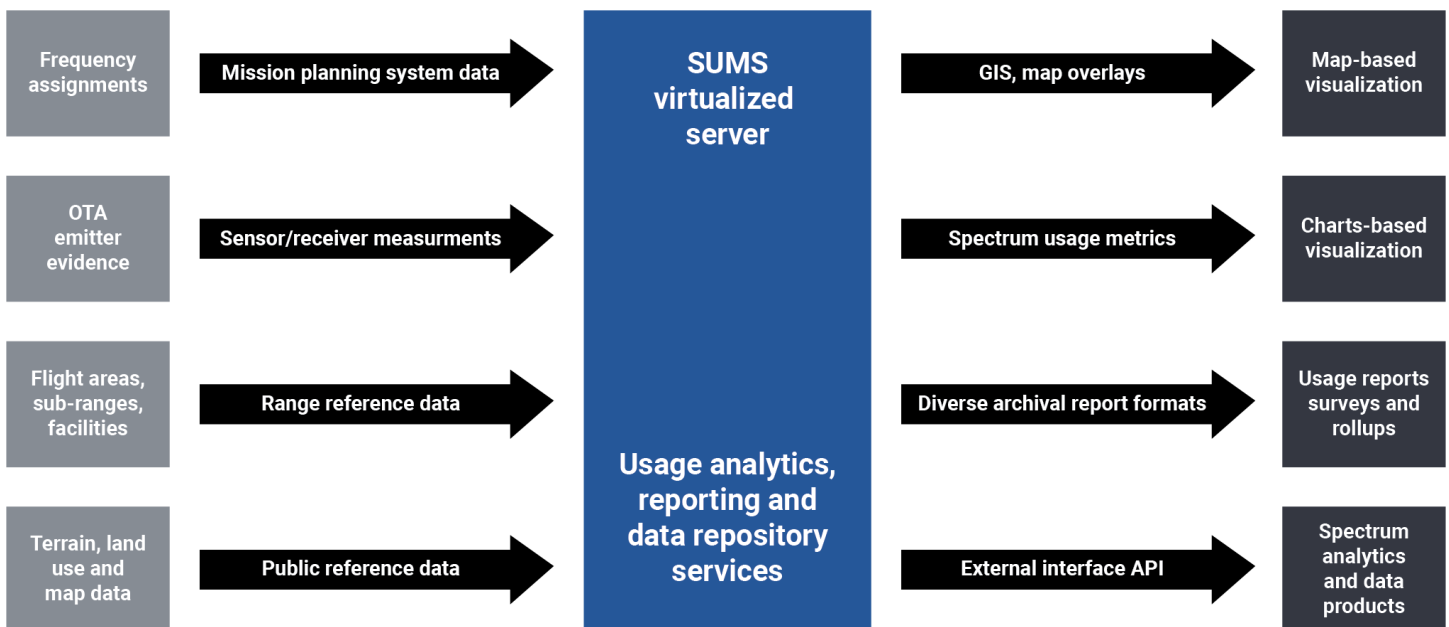 Frequency
assignments
Mission planning system data
SUMS
virtualized
server
GIS, map overlays
Map-based
visualization
OTA
emitter
evidence
Sensor/receiver measurments
Spectrum usage metrics
Charts-based
visualization
Flight areas,
sub-ranges,
facilities
Range reference data
Diverse archival report formats
Usage reports
surveys and
rollups
Usage analytics,
reporting and
data repository
services
Terrain, land
use and
map data
Public reference data
External interface API
Spectrum
analytics
and data
products